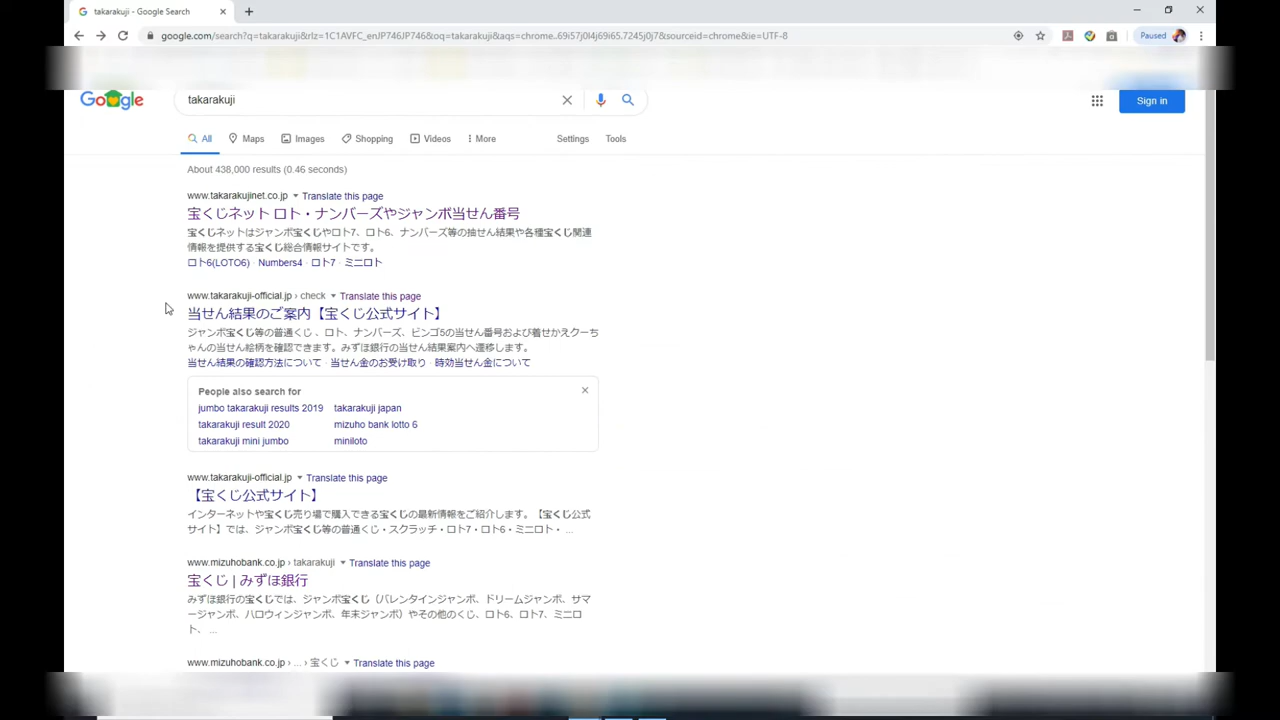 takarakuji - Google Search
google.com/search?q=takarakuji&rlz=1C1AVFC_enJP746JP746&oq=takarakuji&aqs=chrome..69i57j0l4j69i65.7245j0j7&sourceid=chrome&ie=UTF-8
Paused
Google
takarakuji
Sign in
All Maps Images Shopping Videos More Settings Tools
About 438,000 results (0.46 seconds)
www.takarakujinet.co.jp Translate this page
宝くじネット ロト・ナンバーズやジャンボ当せん番号
宝くじネットはジャンボ宝くじやロト7、ロト6、ナンバーズ等の抽せん結果や各種宝くじ関連
情報を提供する宝くじ総合情報サイトです。
ロト6(LOTO6) · Numbers4 · ロト7 · ミニロト
www.takarakuji-official.jp › check Translate this page
当せん結果のご案内【宝くじ公式サイト】
ジャンボ宝くじ等の普通くじ 、ロト、ナンバーズ、ビンゴ5の当せん番号および着せかえクーち
ゃんの当せん絵柄を確認できます。みずほ銀行の当せん結果案内へ遷移します。
当せん結果の確認方法について · 当せん金のお受け取り · 時効当せん金について
People also search for
jumbo takarakuji results 2019 takarakuji japan
takarakuji result 2020 mizuho bank lotto 6
takarakuji mini jumbo miniloto
www.takarakuji-official.jp Translate this page
【宝くじ公式サイト】
インターネットや宝くじ売り場で購入できる宝くじの最新情報をご紹介します。【宝くじ公式
サイト】では、ジャンボ宝くじ等の普通くじ・スクラッチ・ロト7・ロト6・ミニロト・ ...
www.mizuhobank.co.jp › takarakuji Translate this page
宝くじ | みずほ銀行
みずほ銀行の宝くじでは、ジャンボ宝くじ（バレンタインジャンボ、ドリームジャンボ、サマ
ージャンボ、ハロウィンジャンボ、年末ジャンボ）やその他のくじ、ロト6、ロト7、ミニロ
ト、 ...
www.mizuhobank.co.jp › ... › 宝くじ Translate this page